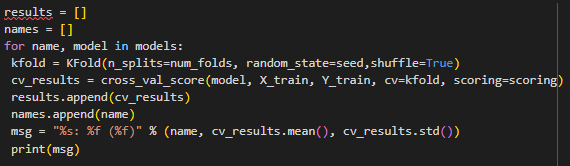 results = []
names = []
for name, model in models:
 kfold = KFold(n_splits=num_folds, random_state=seed,shuffle=True)
 cv_results = cross_val_score(model, X_train, Y_train, cv=kfold, scoring=scoring)
 results.append(cv_results)
 names.append(name)
 msg = "%s: %f (%f)" % (name, cv_results.mean(), cv_results.std())
 print(msg)